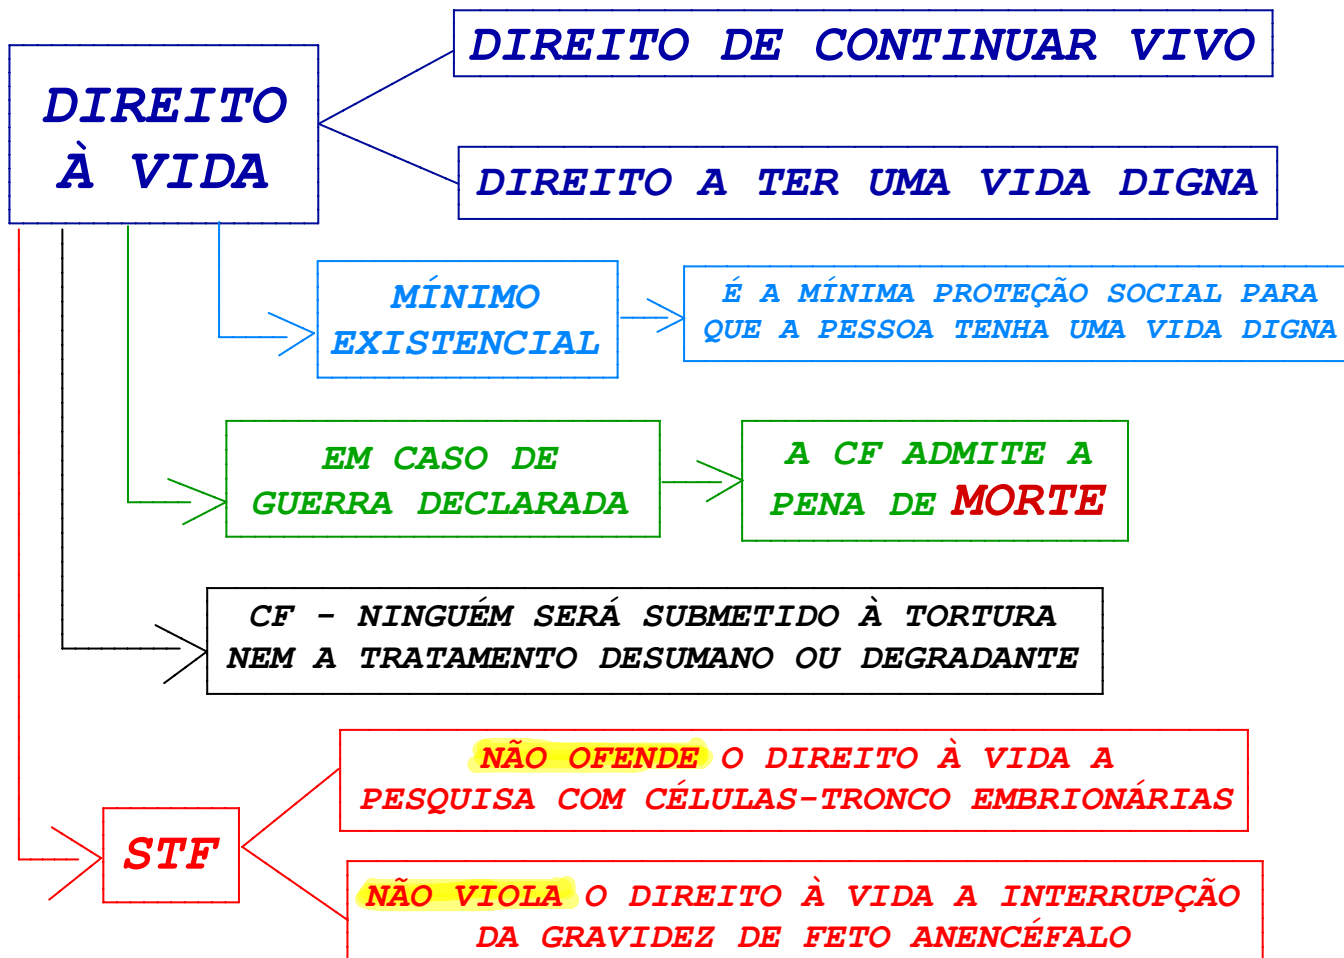 DIREITO
À VIDA
DIREITO DE CONTINUAR VIVO
DIREITO A TER UMA VIDA DIGNA
MÍNIMO
EXISTENCIAL
É A MÍNIMA PROTEÇÃO SOCIAL PARA
QUE A PESSOA TENHA UMA VIDA DIGNA
EM CASO DE
GUERRA DECLARADA
A CF ADMITE A
PENA DE MORTE
CF - NINGUÉM SERÁ SUBMETIDO À TORTURA
NEM A TRATAMENTO DESUMANO OU DEGRADANTE
STF
NÃO OFENDE O DIREITO À VIDA A
PESQUISA COM CÉLULAS-TRONCO EMBRIONÁRIAS
NÃO VIOLA O DIREITO À VIDA A INTERRUPÇÃO
DA GRAVIDEZ DE FETO ANENCÉFALO